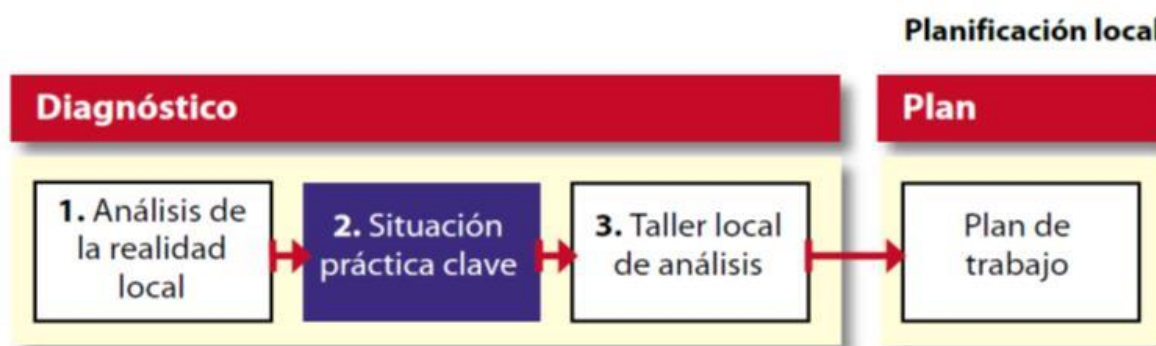 Planificación local
Diagnóstico
Plan
1. Análisis de
la realidad
local
2. Situación
práctica clave
3. Taller local
de análisis
Plan de
trabajo